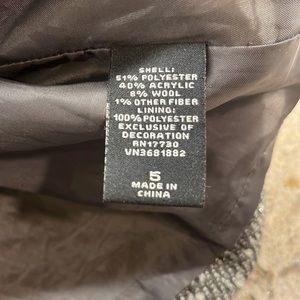 SHELL:
51% POLYESTER
40% ACRYLIC
8% WOOL
1% OTHER FIBER
LINING:
100% POLYESTER
EXCLUSIVE OF
DECORATION
RN17730
VN3681882
5
MADE IN
CHINA